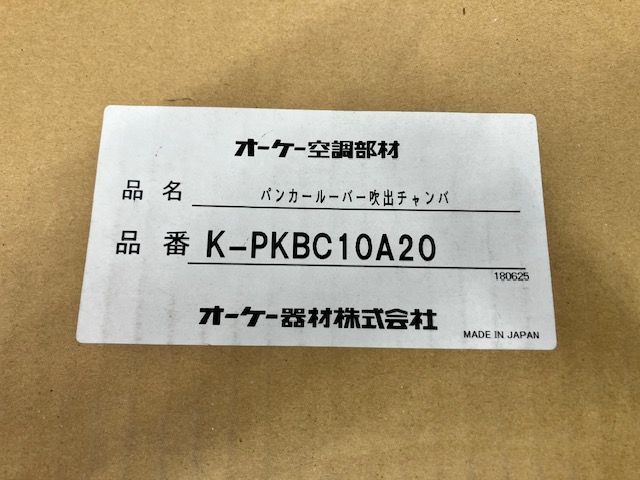 オーケー空調部材
品名 パンカールーバー吹出チャンバ
品番 K-PKBC10A20
180625
オーケー器材株式会社
MADE IN JAPAN